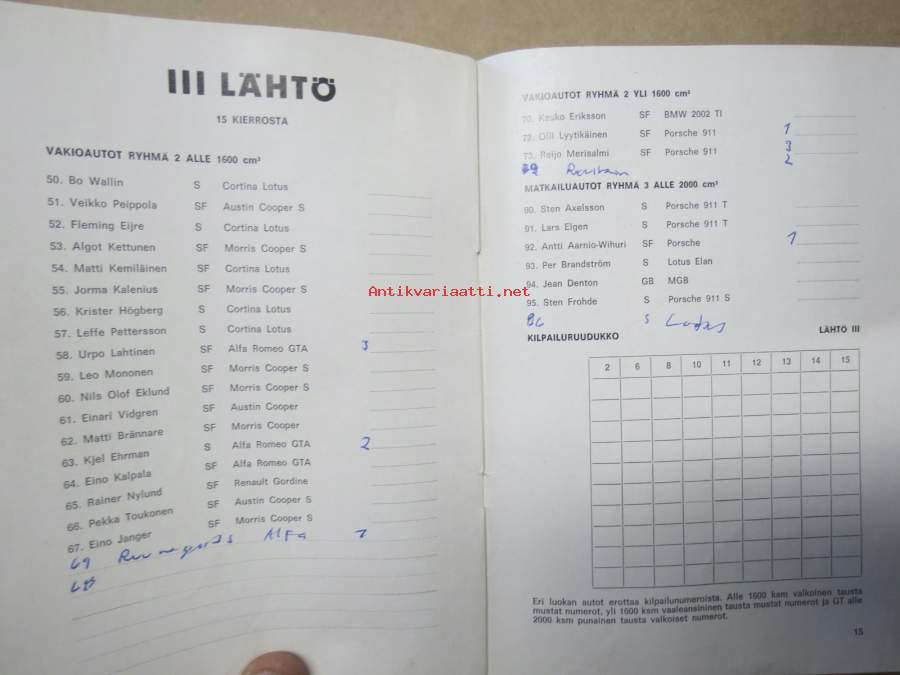 III LÄHTÖ
15 KIERROSTA
VAKIOAUTOT RYHMÄ 2 ALLE 1600 cm³
50. Bo Wallin S Cortina Lotus
51. Veikko Peippola SF Austin Cooper S
52. Fleming Eijre S Cortina Lotus
53. Algot Kettunen SF Morris Cooper S
54. Matti Kemiläinen SF Cortina Lotus
55. Jorma Kalenius SF Morris Cooper S
56. Krister Högberg S Cortina Lotus
57. Leffe Pettersson S Cortina Lotus
58. Urpo Lahtinen SF Alfa Romeo GTA 3
59. Leo Mononen SF Morris Cooper S
60. Nils Olof Eklund SF Morris Cooper S
61. Einari Vidgren SF Austin Cooper
62. Matti Brännare SF Morris Cooper
63. Kjel Ehrman S Alfa Romeo GTA 2
64. Eino Kalpala SF Alfa Romeo GTA
65. Rainer Nylund SF Renault Gordine
66. Pekka Toukonen SF Austin Cooper S
67. Eino Janger SF Morris Cooper S
69 Alfa 1
68
VAKIOAUTOT RYHMÄ 2 YLI 1600 cm³
70. Keuko Eriksson SF BMW 2002 TI
72. Olli Lyytikäinen SF Porsche 911 1
73. Reijo Merisalmi SF Porsche 911 3
2
MATKAILUAUTOT RYHMÄ 3 ALLE 2000 cm³
90. Sten Axelsson S Porsche 911 T
91. Lars Elgen S Porsche 911 T
92. Antti Aarnio-Wihuri SF Porsche 1
93. Per Brandström S Lotus Elan
94. Jean Denton GB MGB
95. Sten Frohde S Porsche 911 S
S
KILPAILURUUDUKKO LÄHTÖ III
2 6 8 10 11 12 13 14 15
Eri luokan autot erottaa kilpailunumeroista. Alle 1600 ksm valkoinen tausta
mustat numerot, yli 1600 ksm vaaleansininen tausta mustat numerot ja GT alle
2000 ksm punainen tausta valkoiset numerot.
15
Antikvariaatti.net